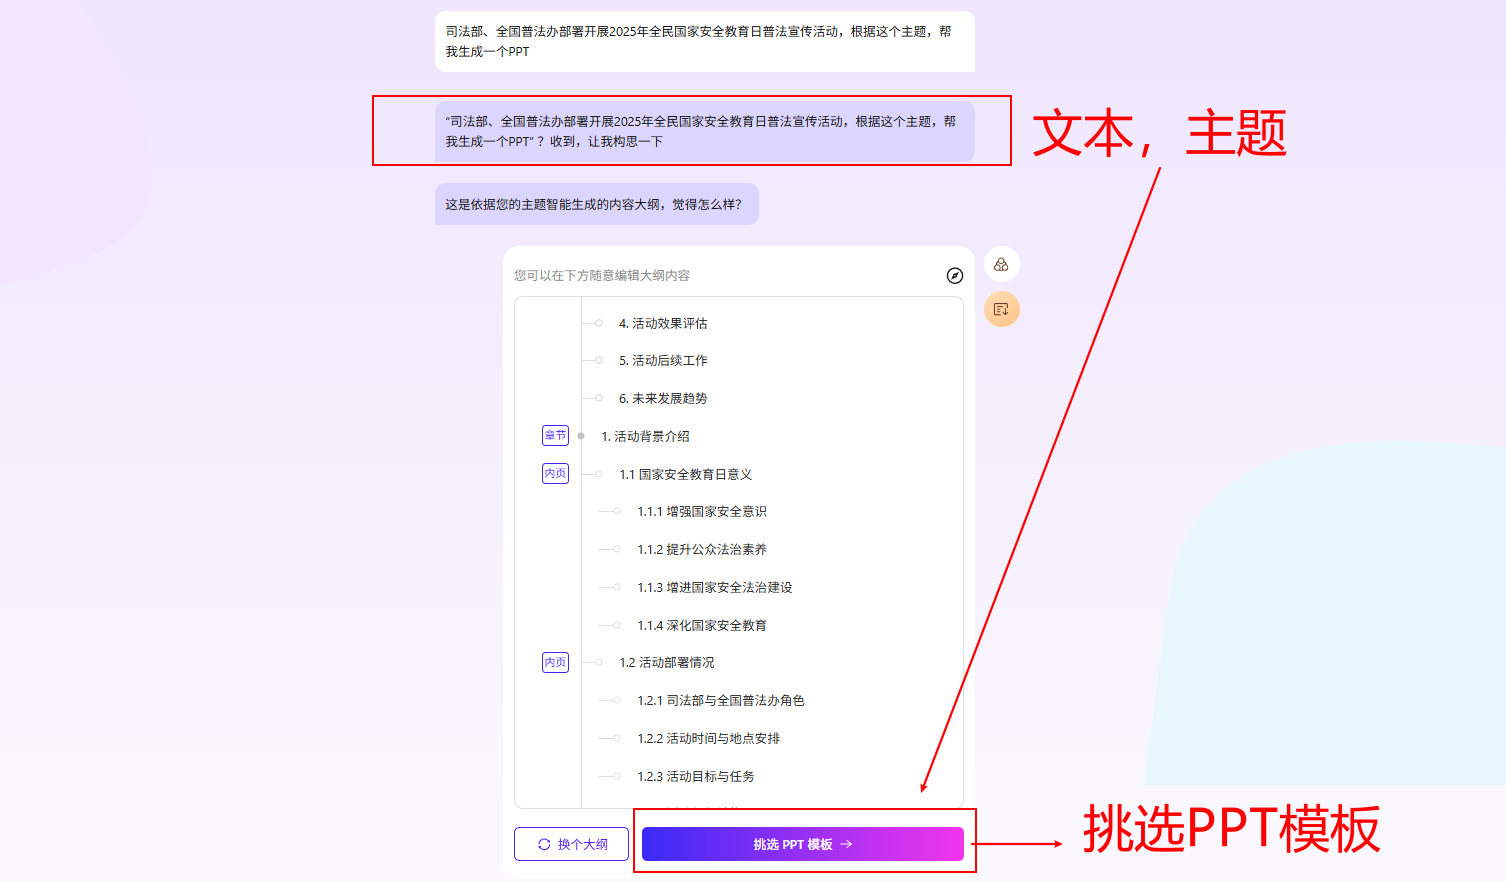 司法部、全国普法办部署开展2025年全民国家安全教育日普法宣传活动，根据这个主题，帮
我生成一个PPT
“司法部、全国普法办部署开展2025年全民国家安全教育日普法宣传活动，根据这个主题，帮
我生成一个PPT”？收到，让我构思一下
文本，主题
这是依据您的主题智能生成的内容大纲，觉得怎么样？
您可以在下方随意编辑大纲内容
4. 活动效果评估
5. 活动后续工作
6. 未来发展趋势
章节 1. 活动背景介绍
内页 1.1 国家安全教育日意义
1.1.1 增强国家安全意识
1.1.2 提升公众法治素养
1.1.3 增进国家安全法治建设
1.1.4 深化国家安全教育
内页 1.2 活动部署情况
1.2.1 司法部与全国普法办角色
1.2.2 活动时间与地点安排
1.2.3 活动目标与任务
换个大纲
挑选 PPT 模板
挑选PPT模板